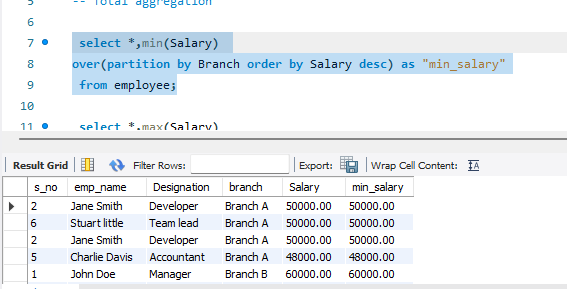 5
-- Total aggregation
6
7 select *,min(Salary)
8 over(partition by Branch order by Salary desc) as "min_salary"
9 from employee;
10
11 select *,max(Salary)
Result Grid Filter Rows: Export: Wrap Cell Content: IA
s_no emp_name Designation branch Salary min_salary
2 Jane Smith Developer Branch A 50000.00 50000.00
6 Stuart little Team lead Branch A 50000.00 50000.00
2 Jane Smith Developer Branch A 50000.00 50000.00
5 Charlie Davis Accountant Branch A 48000.00 48000.00
1 John Doe Manager Branch B 60000.00 60000.00